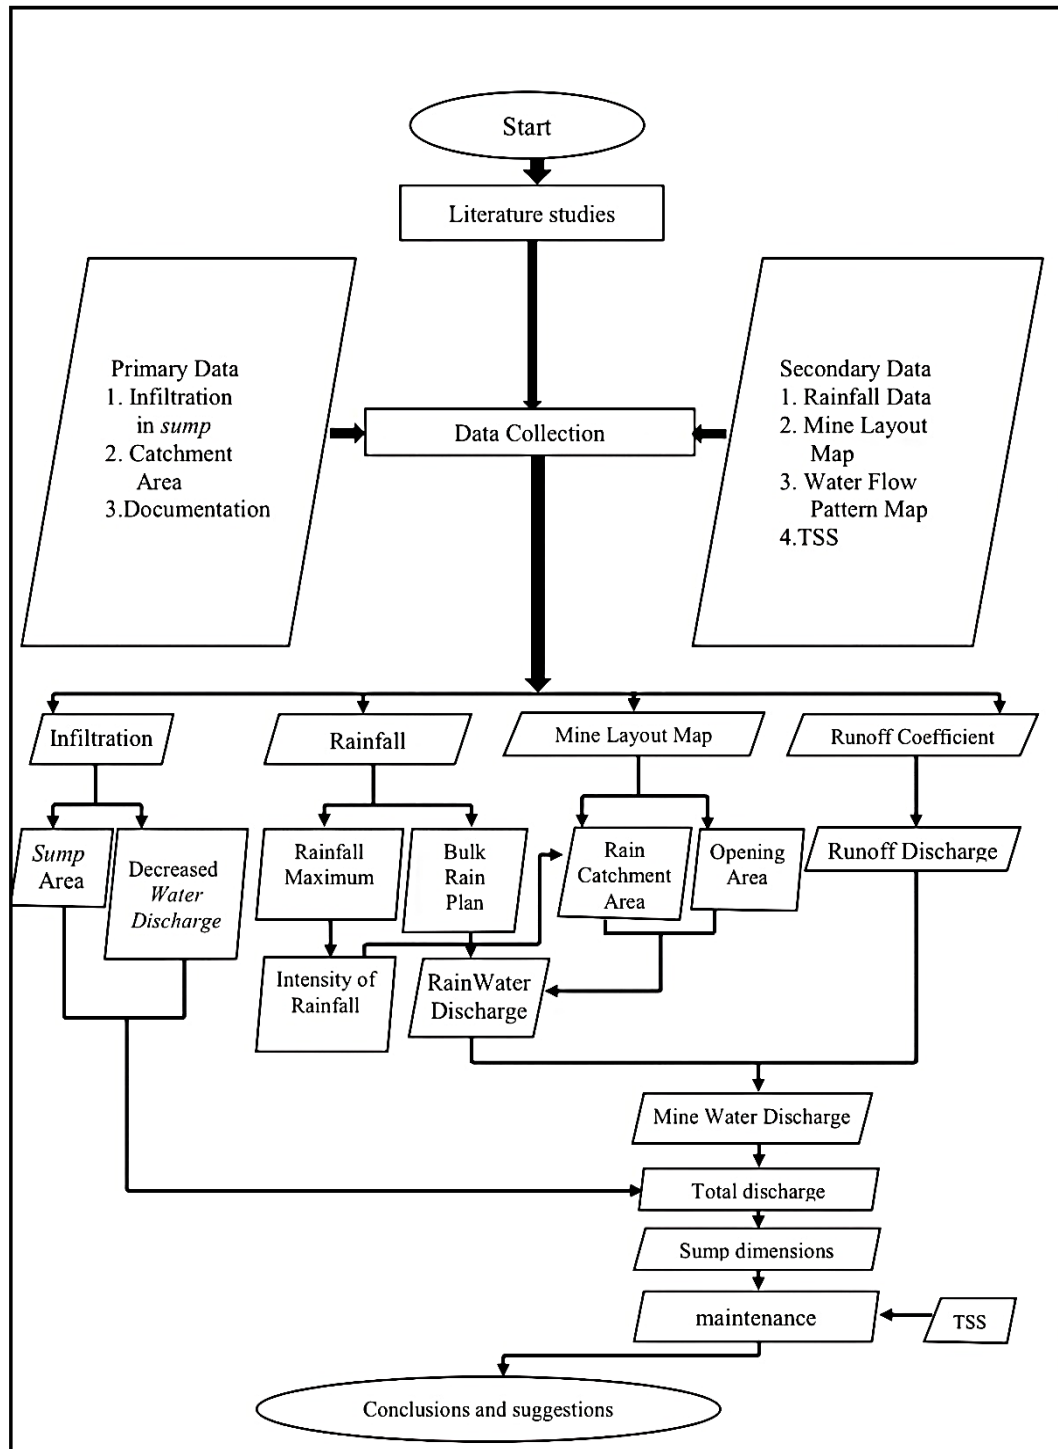 Start
Literature studies
Primary Data
1. Infiltration
in sump
2. Catchment
Area
3.Documentation
Data Collection
Secondary Data
1. Rainfall Data
2. Mine Layout
Map
3. Water Flow
Pattern Map
4.TSS
Infiltration
Rainfall
Mine Layout Map
Runoff Coefficient
Sump
Area
Decreased
Water
Discharge
Rainfall
Maximum
Bulk
Rain
Plan
Rain
Catchment
Area
Opening
Area
Runoff Discharge
Intensity of
Rainfall
RainWater
Discharge
Mine Water Discharge
Total discharge
Sump dimensions
maintenance
TSS
Conclusions and suggestions